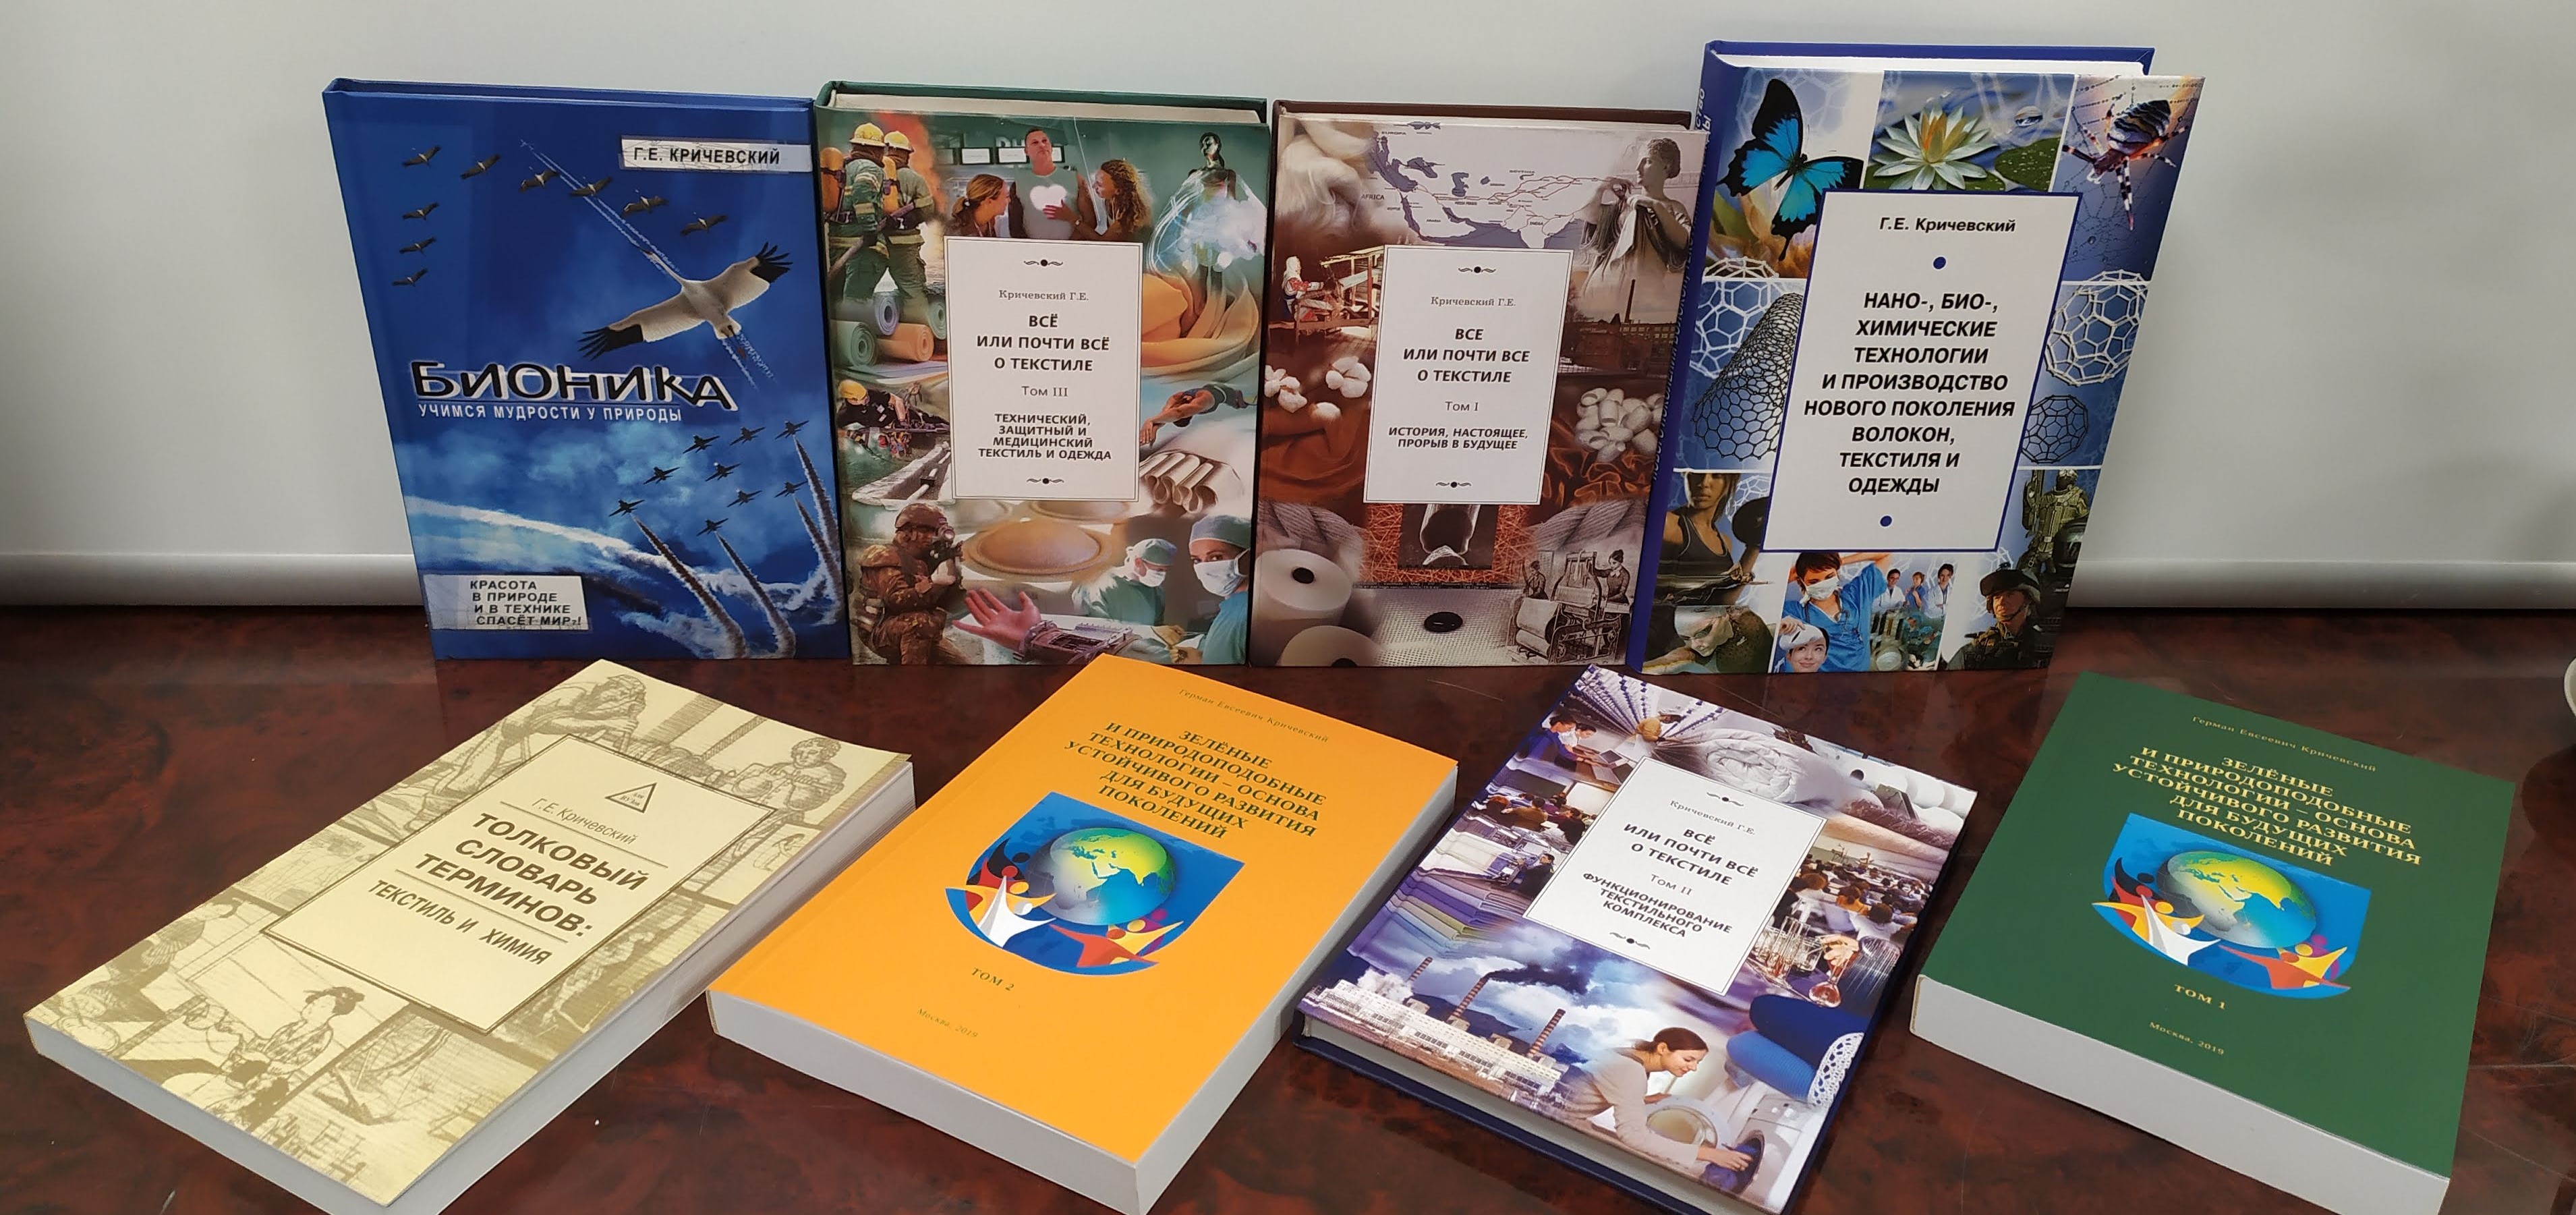 Г.Е. КРИЧЕВСКИЙ
БИОНИКА
УЧИМСЯ МУДРОСТИ У ПРИРОДЫ
КРАСОТА
В ПРИРОДЕ
И В ТЕХНИКЕ
СПАСЁТ МИР?!
Кричевский Г.Е.
ВСЁ
ИЛИ ПОЧТИ ВСЁ
О ТЕКСТИЛЕ
Том III
ТЕХНИЧЕСКИЙ,
ЗАЩИТНЫЙ И
МЕДИЦИНСКИЙ
ТЕКСТИЛЬ И ОДЕЖДА
AFRICA
Кричевский Г.Е.
ВСЕ
ИЛИ ПОЧТИ ВСЕ
О ТЕКСТИЛЕ
Том I
ИСТОРИЯ, НАСТОЯЩЕЕ,
ПРОРЫВ В БУДУЩЕЕ
Г.Е. Кричевский
НАНО-, БИО-,
ХИМИЧЕСКИЕ
ТЕХНОЛОГИИ
И ПРОИЗВОДСТВО
НОВОГО ПОКОЛЕНИЯ
ВОЛОКОН,
ТЕКСТИЛЯ И
ОДЕЖДЫ
Г.Е.Кричевский
ТОЛКОВЫЙ
СЛОВАРЬ
ТЕРМИНОВ:
ТЕКСТИЛЬ И ХИМИЯ
Герман Евсеевич Кричевский
ЗЕЛЁНЫЕ
И ПРИРОДОПОДОБНЫЕ
ТЕХНОЛОГИИ – ОСНОВА
УСТОЙЧИВОГО РАЗВИТИЯ
ДЛЯ БУДУЩИХ
ПОКОЛЕНИЙ
ТОМ 2
Москва, 2019
Кричевский Г.Е.
ВСЁ
ИЛИ ПОЧТИ ВСЁ
О ТЕКСТИЛЕ
Том II
ФУНКЦИОНИРОВАНИЕ
ТЕКСТИЛЬНОГО
КОМПЛЕКСА
Герман Евсеевич Кричевский
ЗЕЛЁНЫЕ
И ПРИРОДОПОДОБНЫЕ
ТЕХНОЛОГИИ – ОСНОВА
УСТОЙЧИВОГО РАЗВИТИЯ
ДЛЯ БУДУЩИХ
ПОКОЛЕНИЙ
ТОМ 1
Москва, 2019